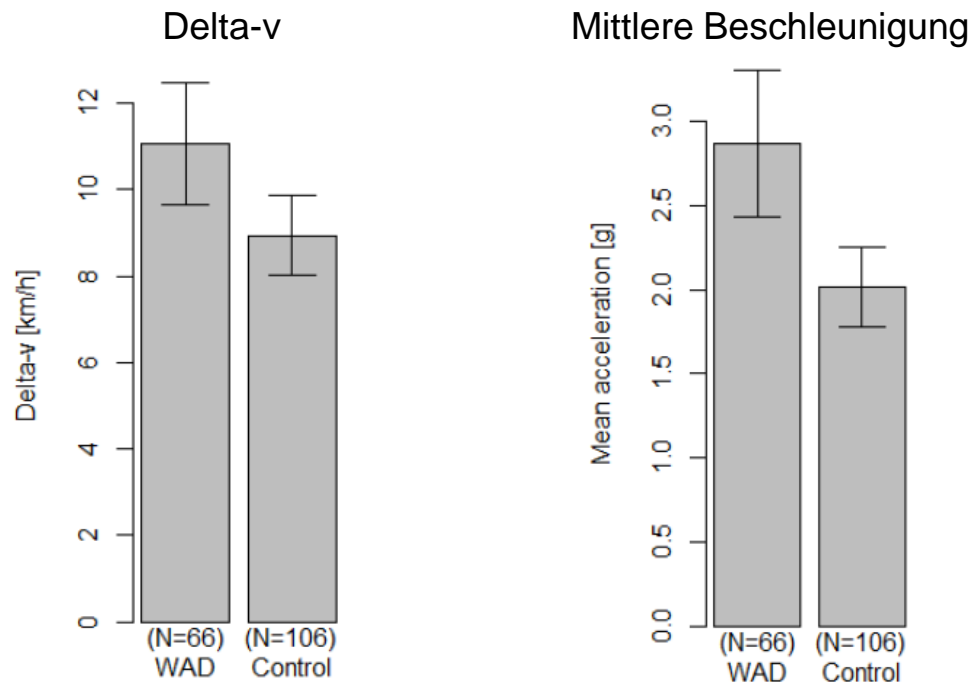 Delta-v
Delta-v [km/h]
12
10
8
6
4
2
0
(N=66)
WAD
(N=106)
Control
Mittlere Beschleunigung
Mean acceleration [g]
3.0
2.5
2.0
1.5
1.0
0.5
0.0
(N=66)
WAD
(N=106)
Control